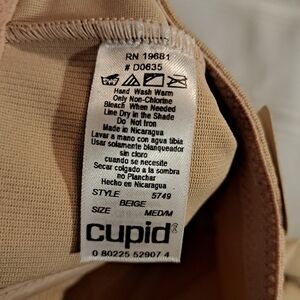 RN 19681
# D0635
Hand Wash Warm
Only Non-Chlorine
Bleach When Needed
Line Dry in the Shade
Do Not Iron
Made in Nicaragua
Lavar a mano con agua tibia
Usar solamente blanqueador
sin cloro
cuando se necesite
Secar colgado a la sombra
no Planchar
Hecho en Nicaragua
STYLE 5749
BEIGE
SIZE MED/M
cupid
0 80225 52907 4